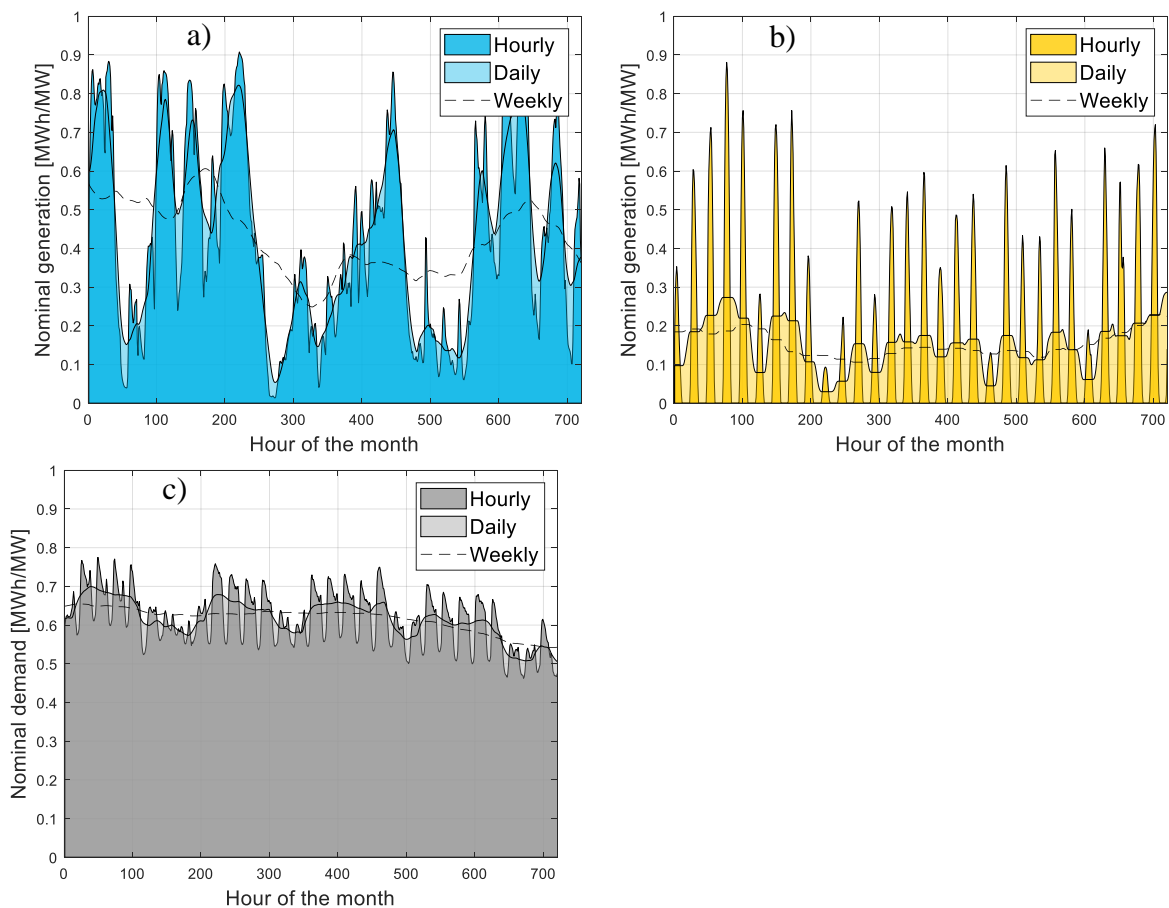 a)
Nominal generation [MWh/MW]
1
0.9
0.8
0.7
0.6
0.5
0.4
0.3
0.2
0.1
0
0 100 200 300 400 500 600 700
Hour of the month
Hourly
Daily
Weekly
b)
Nominal generation [MWh/MW]
1
0.9
0.8
0.7
0.6
0.5
0.4
0.3
0.2
0.1
0
0 100 200 300 400 500 600 700
Hour of the month
Hourly
Daily
Weekly
c)
Nominal demand [MWh/MW]
1
0.9
0.8
0.7
0.6
0.5
0.4
0.3
0.2
0.1
0
0 100 200 300 400 500 600 700
Hour of the month
Hourly
Daily
Weekly